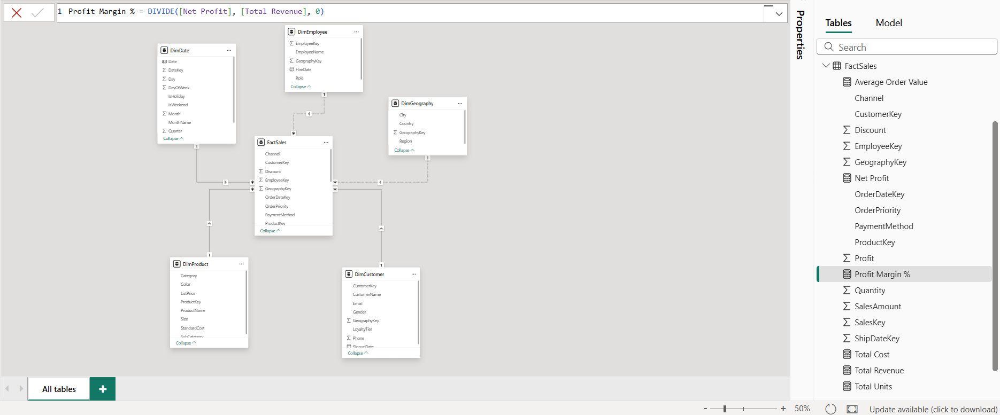 1 Profit Margin % = DIVIDE([Net Profit], [Total Revenue], 0)
DimEmployee
EmployeeKey
EmployeeName
GeographyKey
HireDate
Role
Collapse
DimDate
Date
DateKey
Day
DayOfWeek
IsHoliday
IsWeekend
Month
MonthName
Quarter
Collapse
DimGeography
City
Country
GeographyKey
Region
Collapse
1
1
1
*
FactSales
Channel
CustomerKey
Discount
EmployeeKey
GeographyKey
OrderDateKey
OrderPriority
PaymentMethod
ProductKey
Collapse
* *
* *
1
1
DimProduct
Category
Color
ListPrice
ProductKey
ProductName
Size
StandardCost
SubCategory
Collapse
DimCustomer
CustomerKey
CustomerName
Email
Gender
GeographyKey
LoyaltyTier
Phone
SignupDate
Collapse
All tables
Properties
Tables Model
Search
FactSales
Average Order Value
Channel
CustomerKey
Discount
EmployeeKey
GeographyKey
Net Profit
OrderDateKey
OrderPriority
PaymentMethod
ProductKey
Profit
Profit Margin %
Quantity
SalesAmount
SalesKey
ShipDateKey
Total Cost
Total Revenue
Total Units
50%
Update available (click to download)